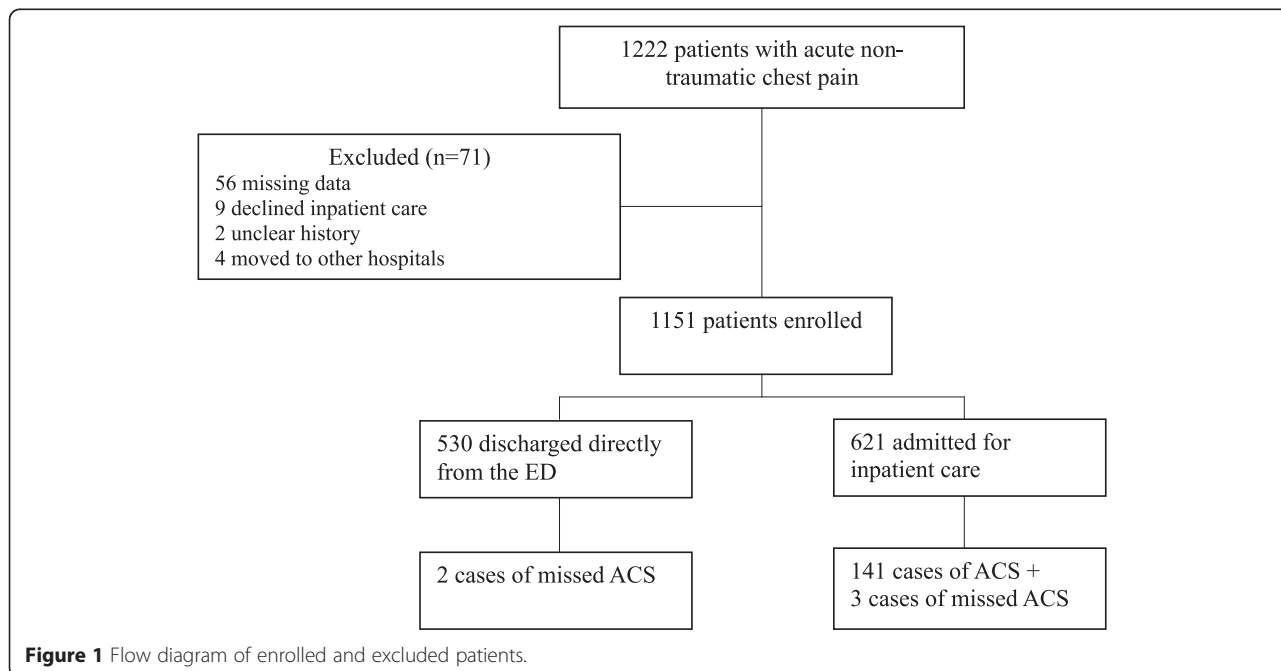 1222 patients with acute non-
traumatic chest pain
Excluded (n=71)
56 missing data
9 declined inpatient care
2 unclear history
4 moved to other hospitals
1151 patients enrolled
530 discharged directly
from the ED
621 admitted for
inpatient care
2 cases of missed ACS
141 cases of ACS +
3 cases of missed ACS
Figure 1 Flow diagram of enrolled and excluded patients.